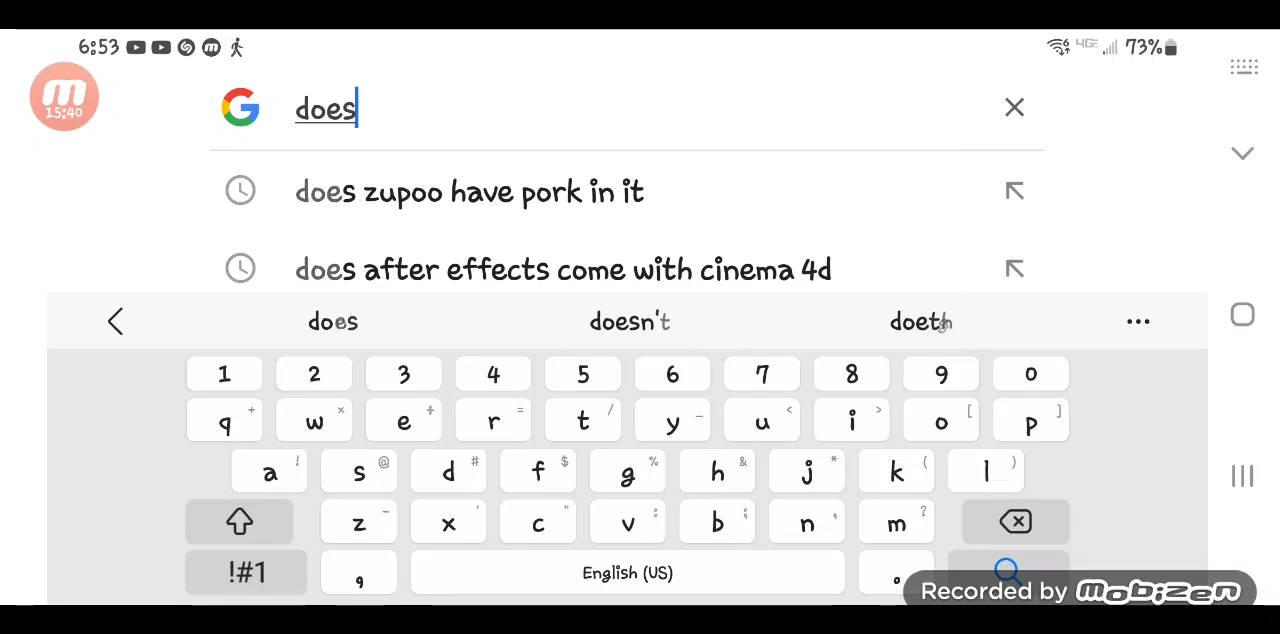 6:53 4GE 73%
15:40
does
does zupoo have pork in it
does after effects come with cinema 4d
does doesn't
1 2 3 4 5 6 7 8 9 0
q + w × e ÷ r = t / y _ u < i > o [ p ]
a ! s @ d # f $ g % h & j * k ( l )
z - x ' c " v : b ; n , m ?
!#1 , English (US) .
Recorded by mobizen